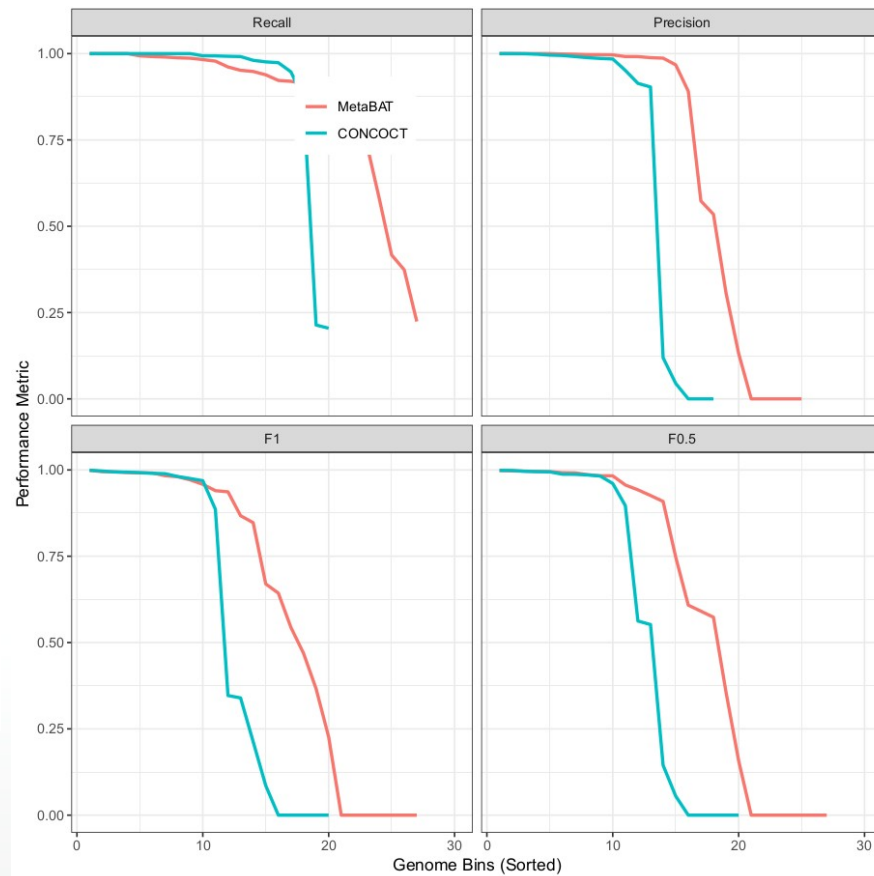 Recall
Precision
1.00
0.75
0.50
0.25
0.00
MetaBAT
CONCOCT
Performance Metric
F1
F0.5
1.00
0.75
0.50
0.25
0.00
0 10 20 30 0 10 20 30
Genome Bins (Sorted)